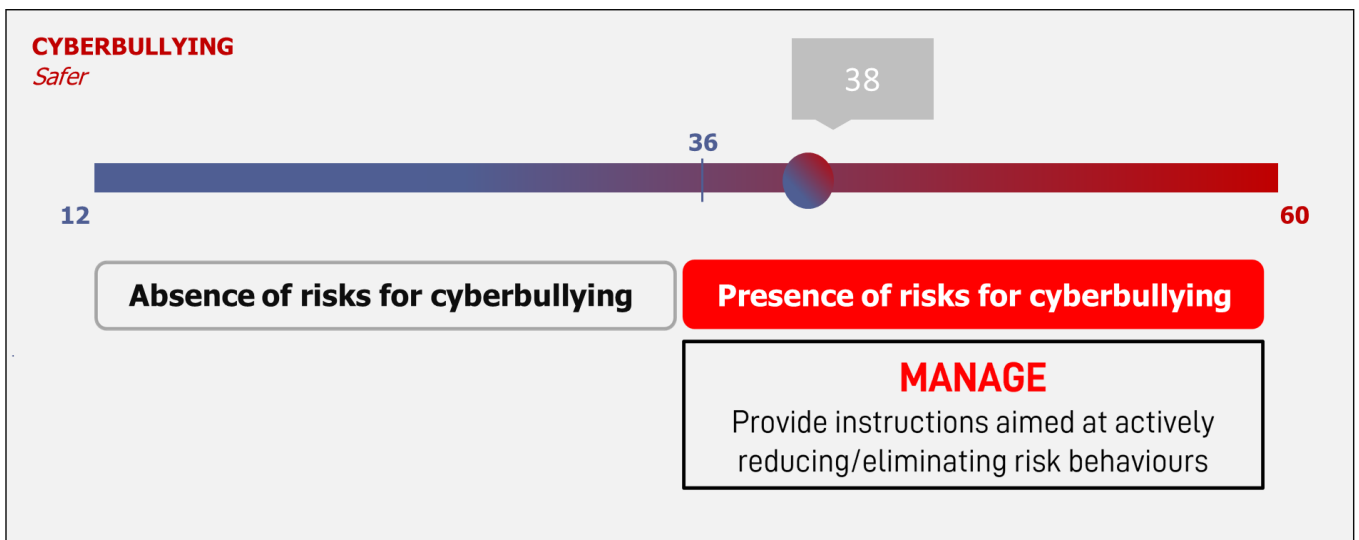 CYBERBULLYING
Safer
38
36
12
60
Absence of risks for cyberbullying
Presence of risks for cyberbullying
MANAGE
Provide instructions aimed at actively
reducing/eliminating risk behaviours